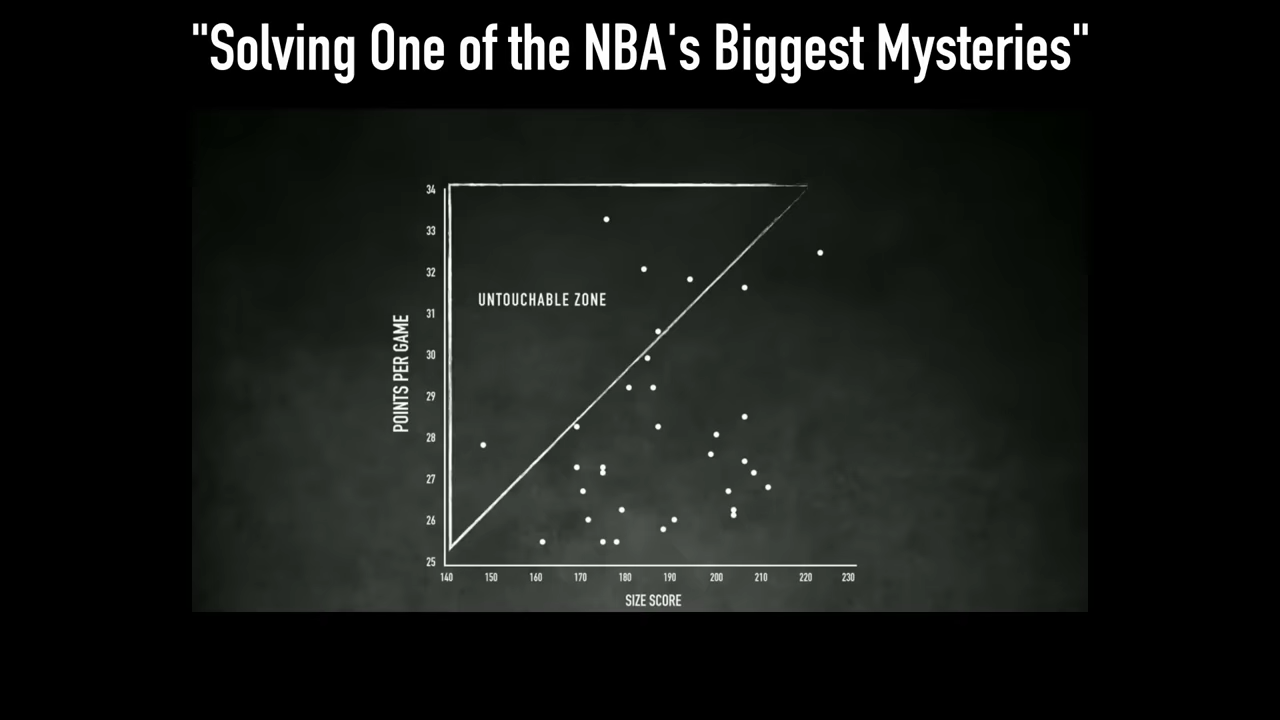 "Solving One of the NBA's Biggest Mysteries"
34
33
32
UNTOUCHABLE ZONE
31
POINTS PER GAME
30
29
28
27
26
25
140 150 160 170 180 190 200 210 220 230
SIZE SCORE